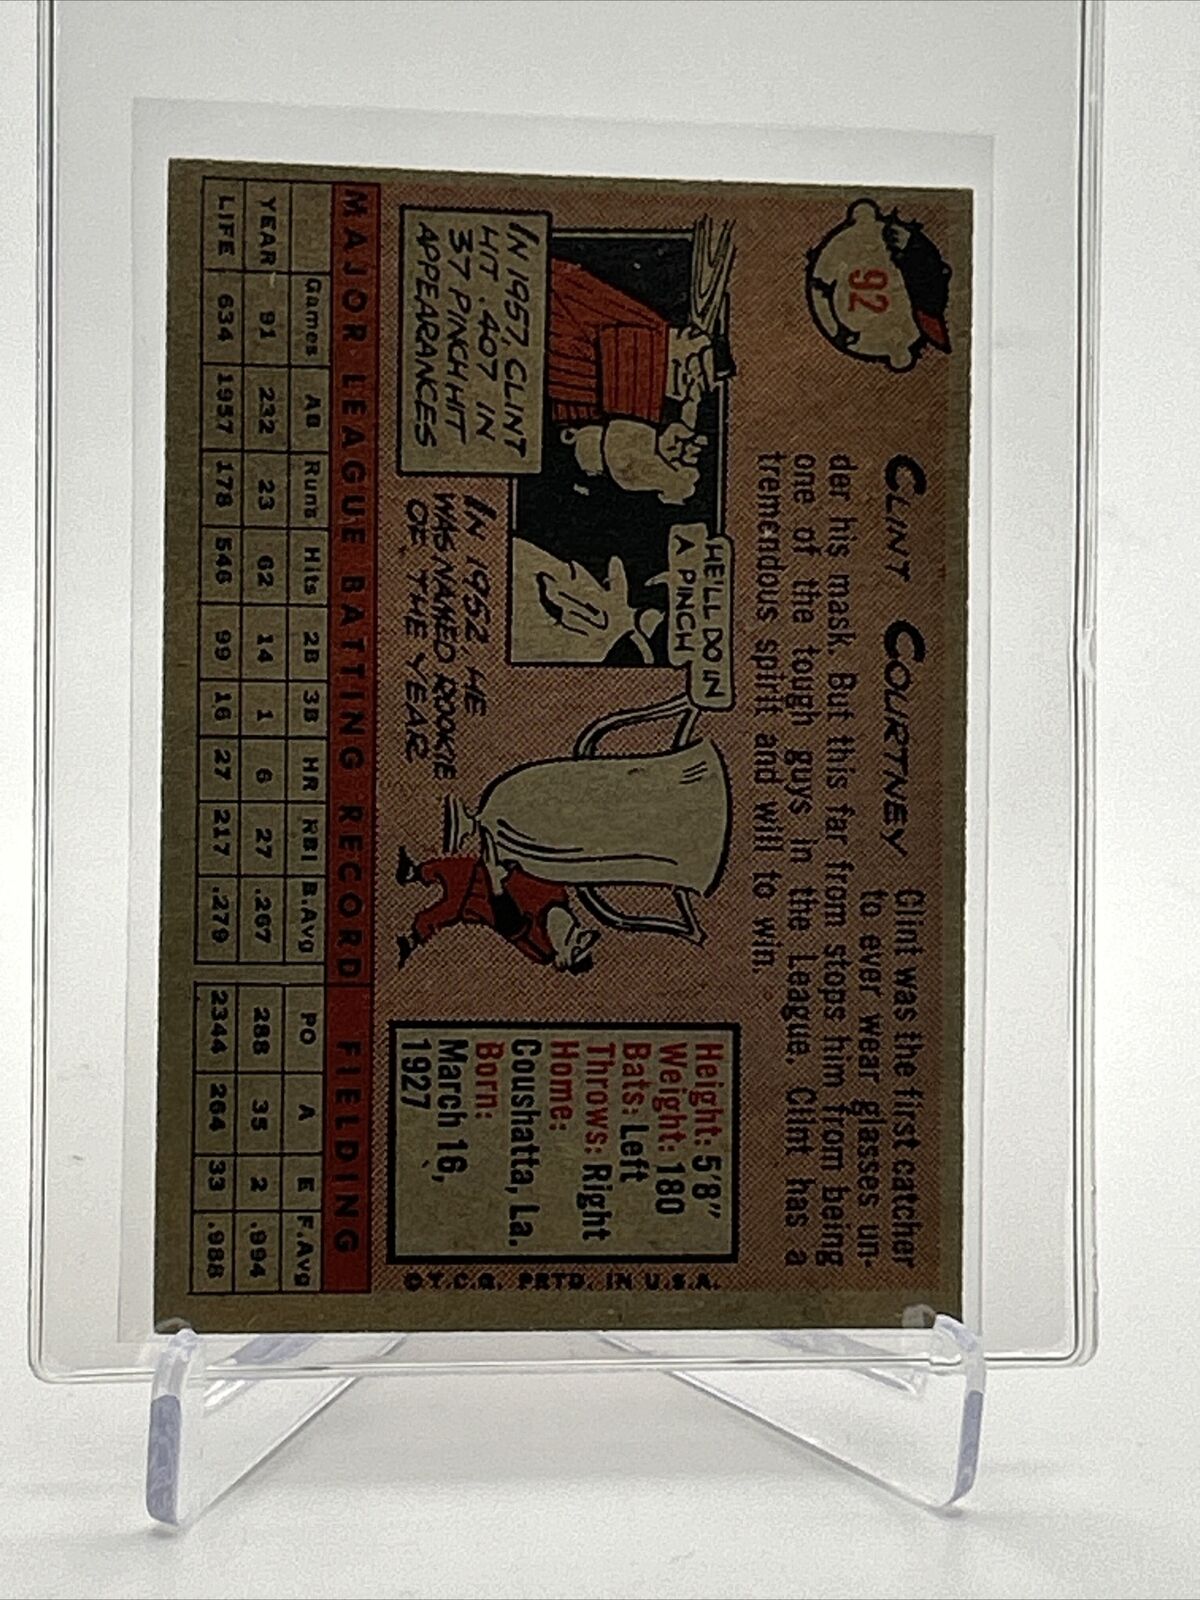 92
CLINT COURTNEY
Clint was the first catcher
to ever wear glasses un-
der his mask. But this far from stops him from being
one of the tough guys in the League. Clint has a
tremendous spirit and will to win.
HE'LL DO IN
A PINCH
IN 1957, CLINT
HIT .407 IN
37 PINCH HIT
APPEARANCES
IN 1952, HE
WAS NAMED ROOKIE
OF THE YEAR
Height: 5'8"
Weight: 180
Bats: Left
Throws: Right
Home:
Coushatta, La.
Born:
March 16,
1927
©T.C.G. PRTD. IN U.S.A.
MAJOR LEAGUE BATTING RECORD FIELDING
Games AB Runs Hits 2B 3B HR RBI B.Avg PO A E F.Avg
YEAR 91 232 23 62 14 1 6 27 .267 288 35 2 .994
LIFE 634 1957 178 546 99 16 27 217 .279 2344 264 33 .988